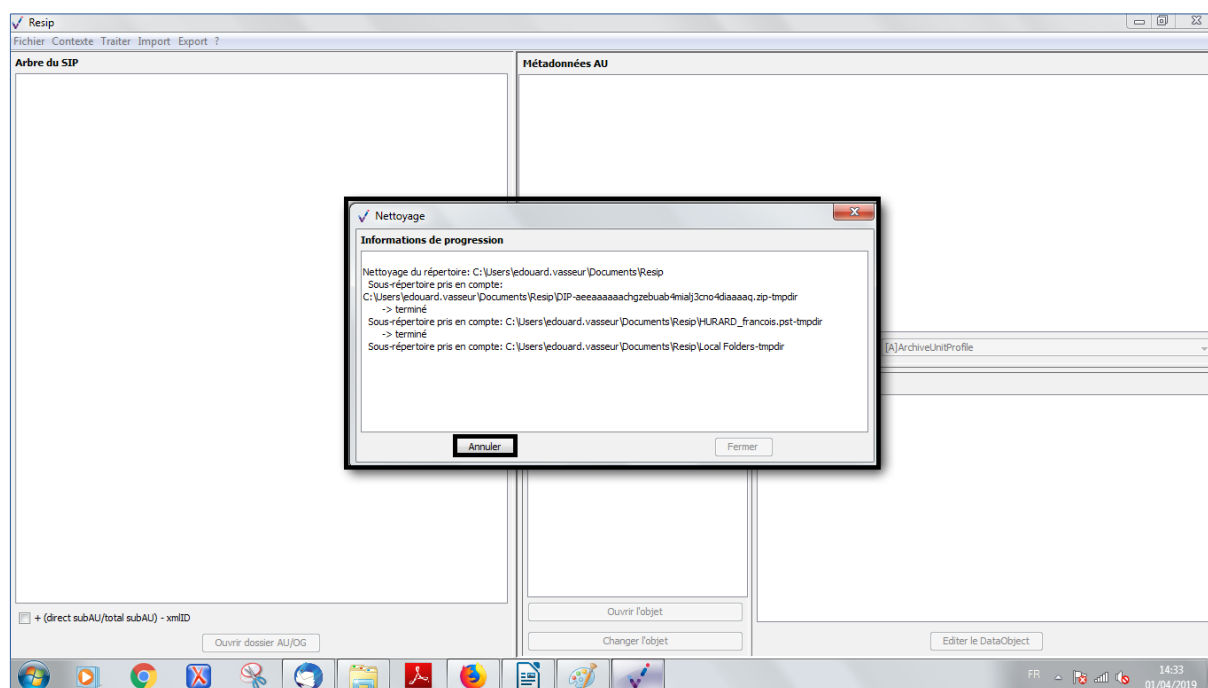 Resip
Fichier Contexte Traiter Import Export ?
Arbre du SIP
Métadonnées AU
Nettoyage
Informations de progression
Nettoyage du répertoire: C:\Users\edouard.vasseur\Documents\Resip
Sous-répertoire pris en compte:
C:\Users\edouard.vasseur\Documents\Resip\DIP-aeeaaaaaachgzebuab4mialj3cno4diaaaaq.zip-tmpdir
-> terminé
Sous-répertoire pris en compte: C:\Users\edouard.vasseur\Documents\Resip\HURARD_francois.pst-tmpdir
-> terminé
Sous-répertoire pris en compte: C:\Users\edouard.vasseur\Documents\Resip\Local Folders-tmpdir
Annuler
Fermer
[A]ArchiveUnitProfile
+ (direct subAU/total subAU) - xmlID
Ouvrir dossier AU/OG
Ouvrir l'objet
Changer l'objet
Editer le DataObject
FR
14:33
01/04/2019